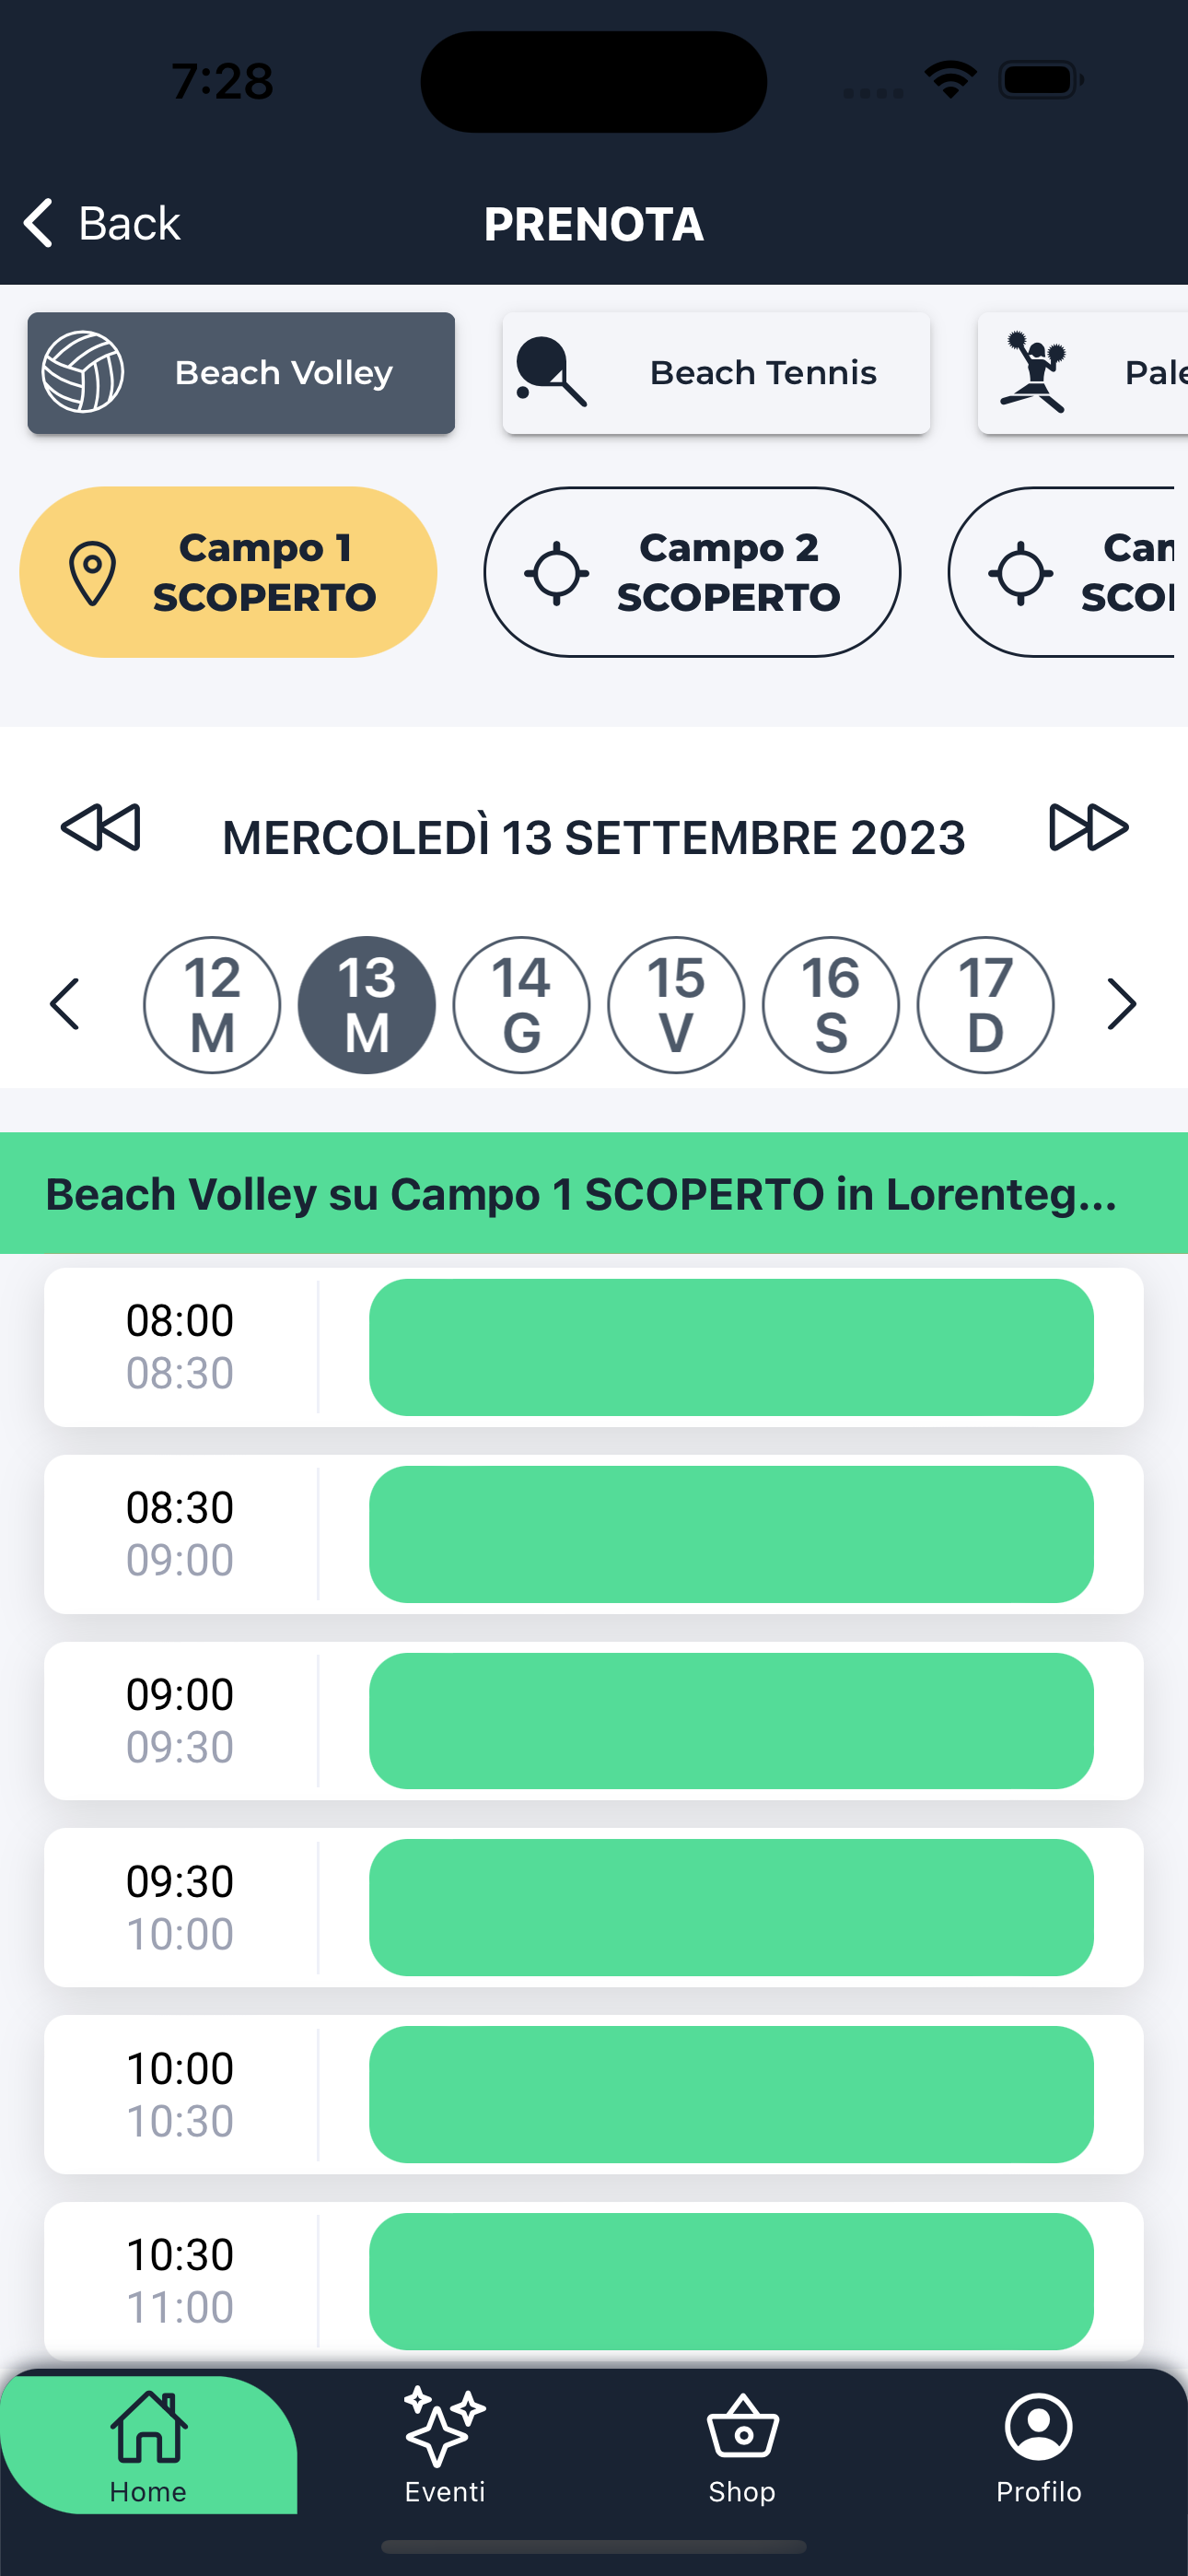 7:28
Back
PRENOTA
Beach Volley
Beach Tennis
Campo 1
SCOPERTO
Campo 2
SCOPERTO
MERCOLEDÌ 13 SETTEMBRE 2023
12
M
13
M
14
G
15
V
16
S
17
D
Beach Volley su Campo 1 SCOPERTO in Lorenteg...
08:00
08:30
08:30
09:00
09:00
09:30
09:30
10:00
10:00
10:30
10:30
11:00
Home
Eventi
Shop
Profilo